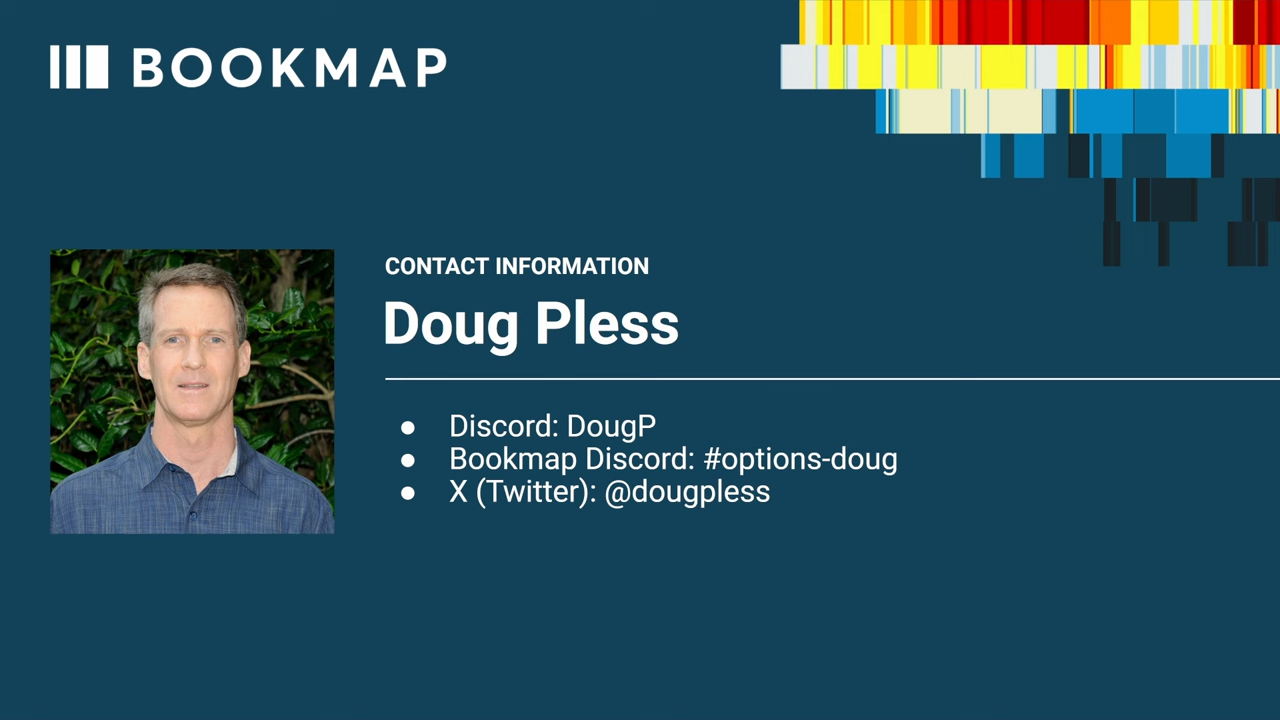 BOOKMAP
CONTACT INFORMATION
Doug Pless
● Discord: DougP
● Bookmap Discord: #options-doug
● X (Twitter): @dougpless